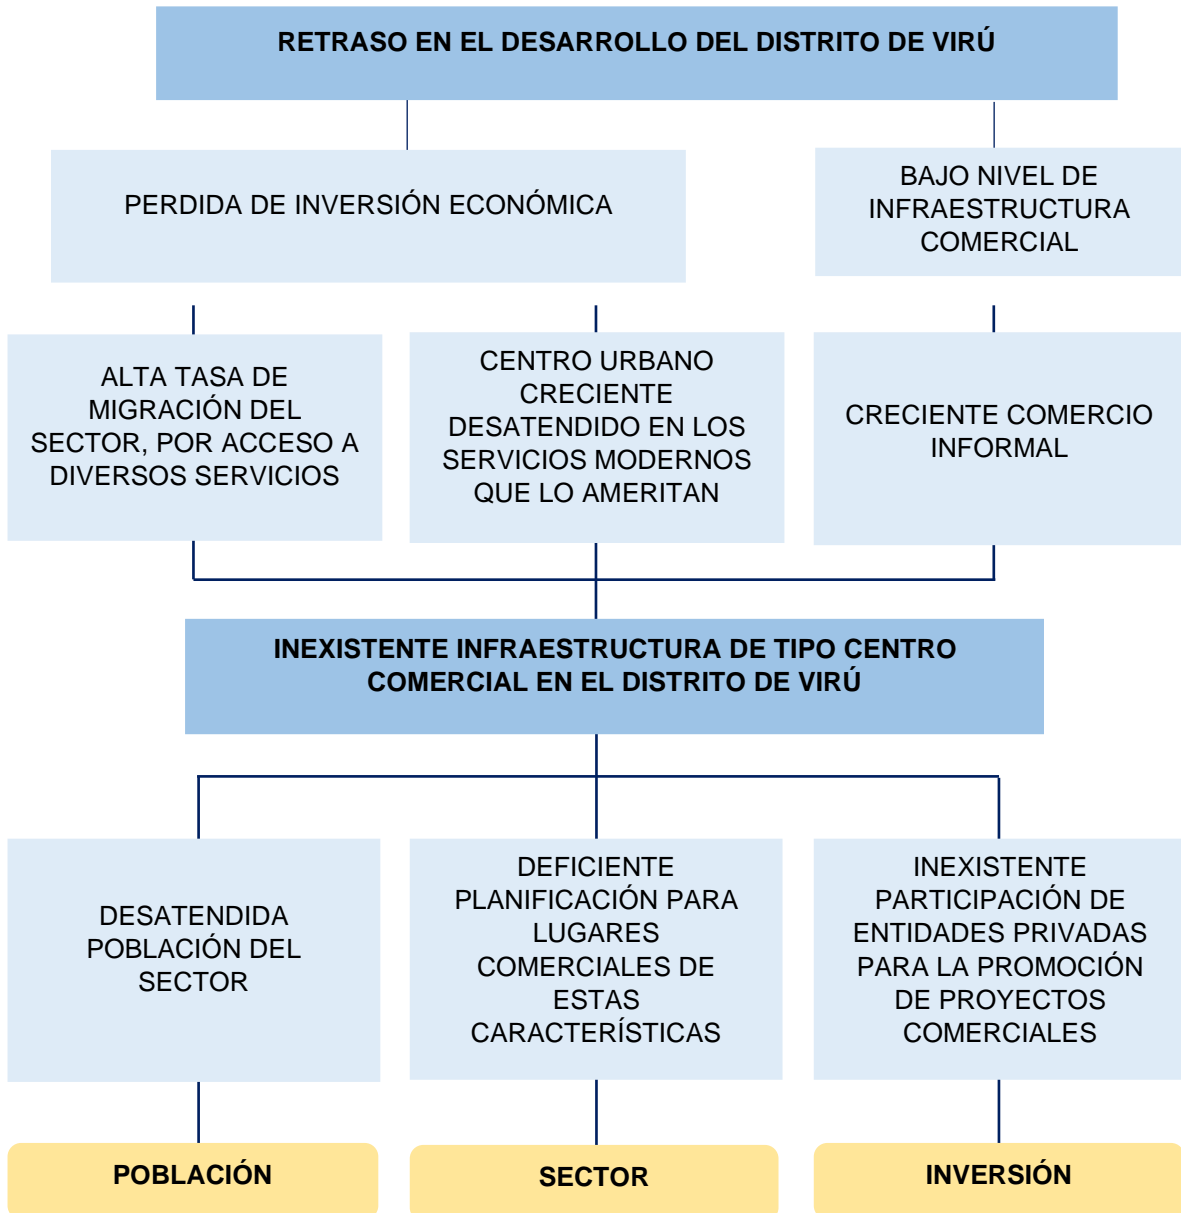 RETRASO EN EL DESARROLLO DEL DISTRITO DE VIRÚ
PERDIDA DE INVERSIÓN ECONÓMICA
BAJO NIVEL DE
INFRAESTRUCTURA
COMERCIAL
ALTA TASA DE
MIGRACIÓN DEL
SECTOR, POR ACCESO A
DIVERSOS SERVICIOS
CENTRO URBANO
CRECIENTE
DESATENDIDO EN LOS
SERVICIOS MODERNOS
QUE LO AMERITAN
CRECIENTE COMERCIO
INFORMAL
INEXISTENTE INFRAESTRUCTURA DE TIPO CENTRO
COMERCIAL EN EL DISTRITO DE VIRÚ
DESATENDIDA
POBLACIÓN DEL
SECTOR
DEFICIENTE
PLANIFICACIÓN PARA
LUGARES
COMERCIALES DE
ESTAS
CARACTERÍSTICAS
INEXISTENTE
PARTICIPACIÓN DE
ENTIDADES PRIVADAS
PARA LA PROMOCIÓN
DE PROYECTOS
COMERCIALES
POBLACIÓN
SECTOR
INVERSIÓN